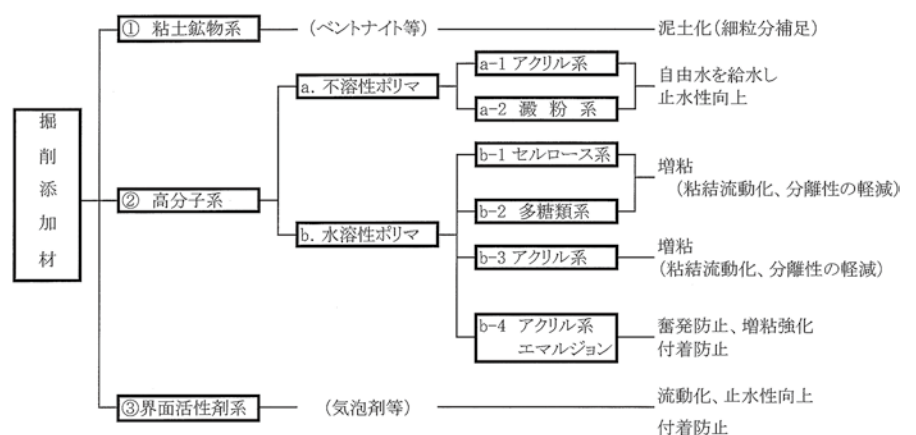 ① 粘土鉱物系
(ベントナイト等)
泥土化(細粒分補足)
掘削添加材
② 高分子系
a. 不溶性ポリマ
a-1 アクリル系
a-2 澱粉系
自由水を給水し
止水性向上
b. 水溶性ポリマ
b-1 セルロース系
b-2 多糖類系
増粘
(粘結流動化、分離性の軽減)
b-3 アクリル系
増粘
(粘結流動化、分離性の軽減)
b-4 アクリル系
エマルジョン
奮発防止、増粘強化
付着防止
③界面活性剤系
(気泡剤等)
流動化、止水性向上
付着防止